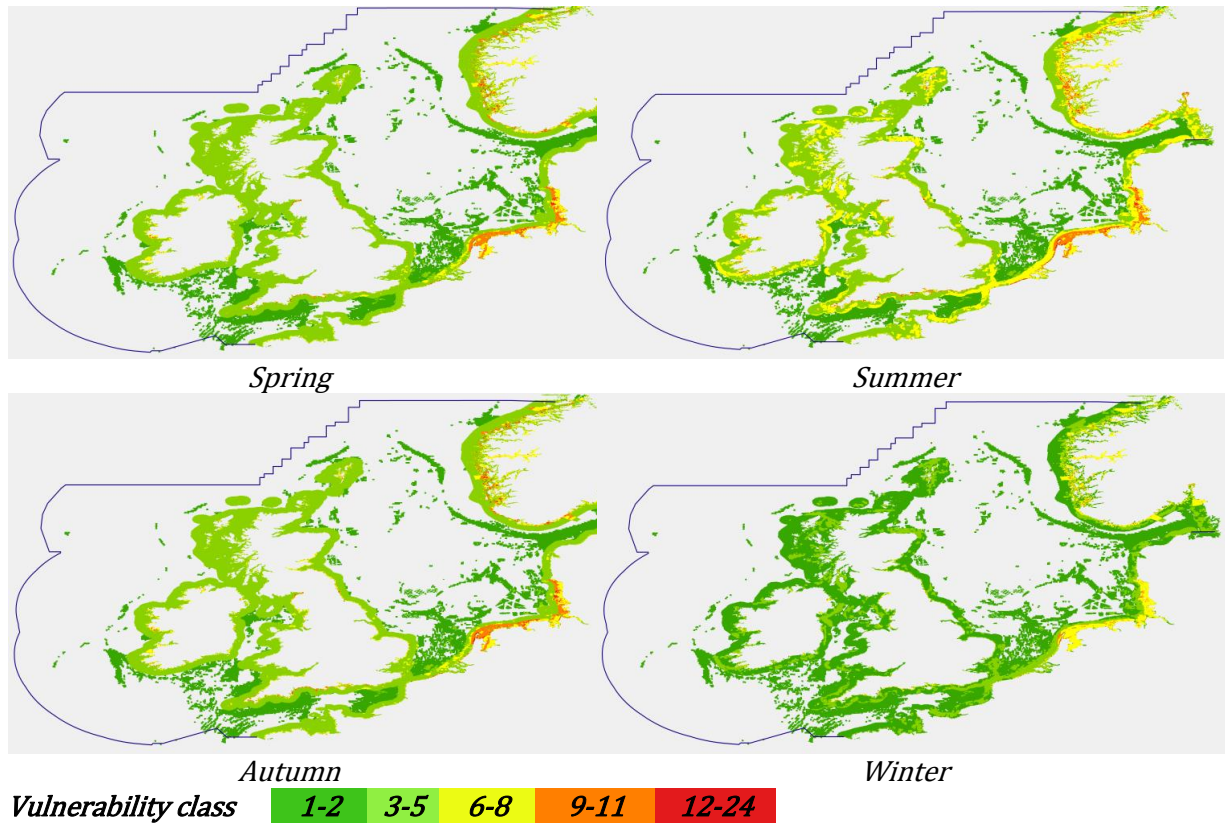 Spring Summer
Autumn Winter
Vulnerability class 1-2 3-5 6-8 9-11 12-24